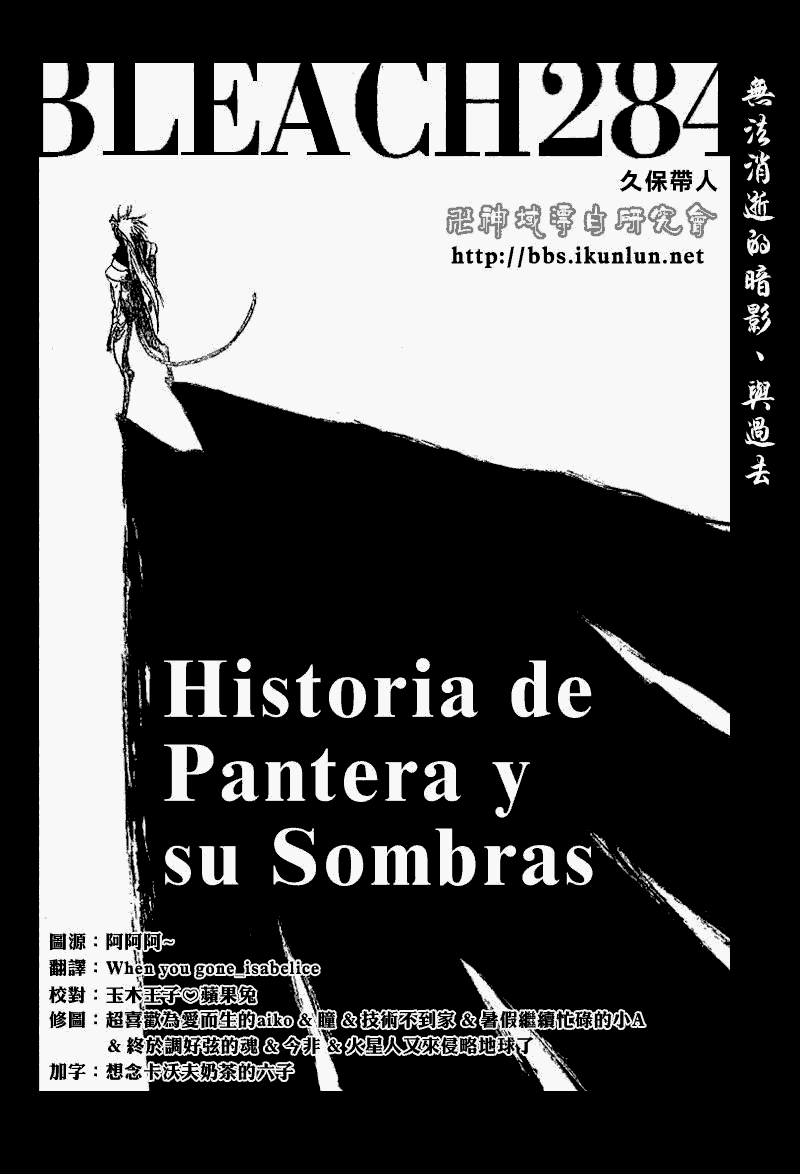 BLEACH284
久保帶人
卍神域漂白研究會
http://bbs.ikunlun.net
無法消逝的暗影、與過去
Historia de
Pantera y
su Sombras
圖源：阿阿阿~
翻譯：When you gone_isabelice
校對：玉木王子♡蘋果兔
修圖：超喜歡為愛而生的aiko & 瞳 & 技術不到家 & 暑假繼續忙碌的小A
& 終於調好弦的魂 & 今非 & 火星人又來侵略地球了
加字：想念卡沃夫奶茶的六子